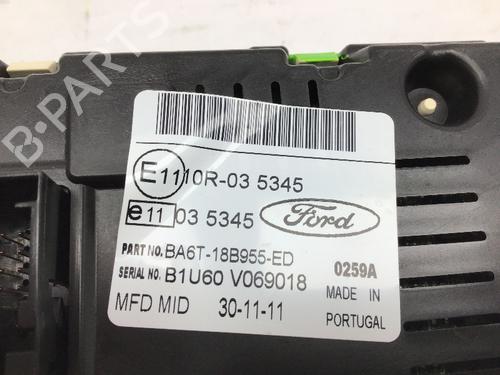 B-PARTS
E11 10R-03 5345
e11 03 5345 Ford
PART NO. BA6T-18B955-ED
SERIAL NO. B1U60 V069018 0259A
MFD MID 30-11-11 MADE IN
PORTUGAL